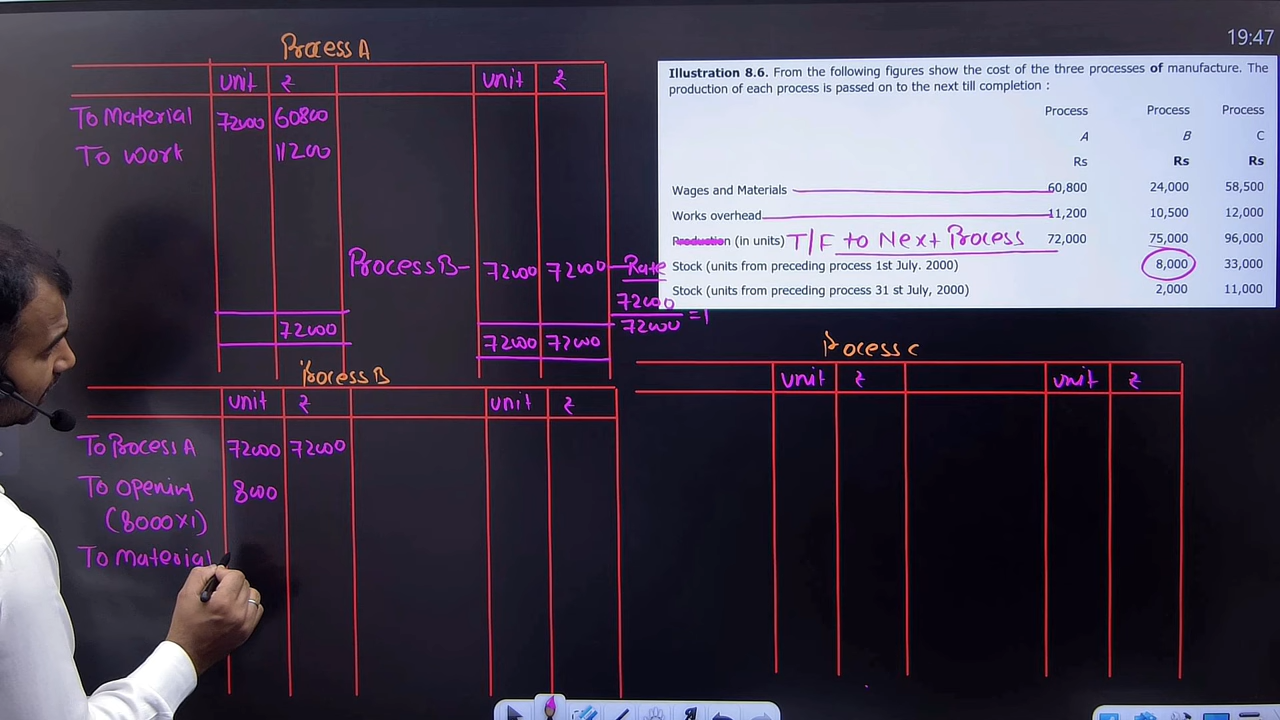 19:47
Process A
unit ₹ unit ₹
To Material 72000 60800
To work 11200
Process B 72000 72000 Rate
72000
72000 =1
72000 72000 72000
Illustration 8.6. From the following figures show the cost of the three processes of manufacture. The
production of each process is passed on to the next till completion :
Process Process Process
A B C
Rs Rs Rs
Wages and Materials 60,800 24,000 58,500
Works overhead 11,200 10,500 12,000
Production (in units) T/F to Next Process 72,000 75,000 96,000
Stock (units from preceding process 1st July. 2000) 8,000 33,000
Stock (units from preceding process 31 st July, 2000) 2,000 11,000
Process B
unit ₹ unit ₹
To Process A 72000 72000
To Opening 8000
(8000×1)
To Material
Process C
unit ₹ unit ₹